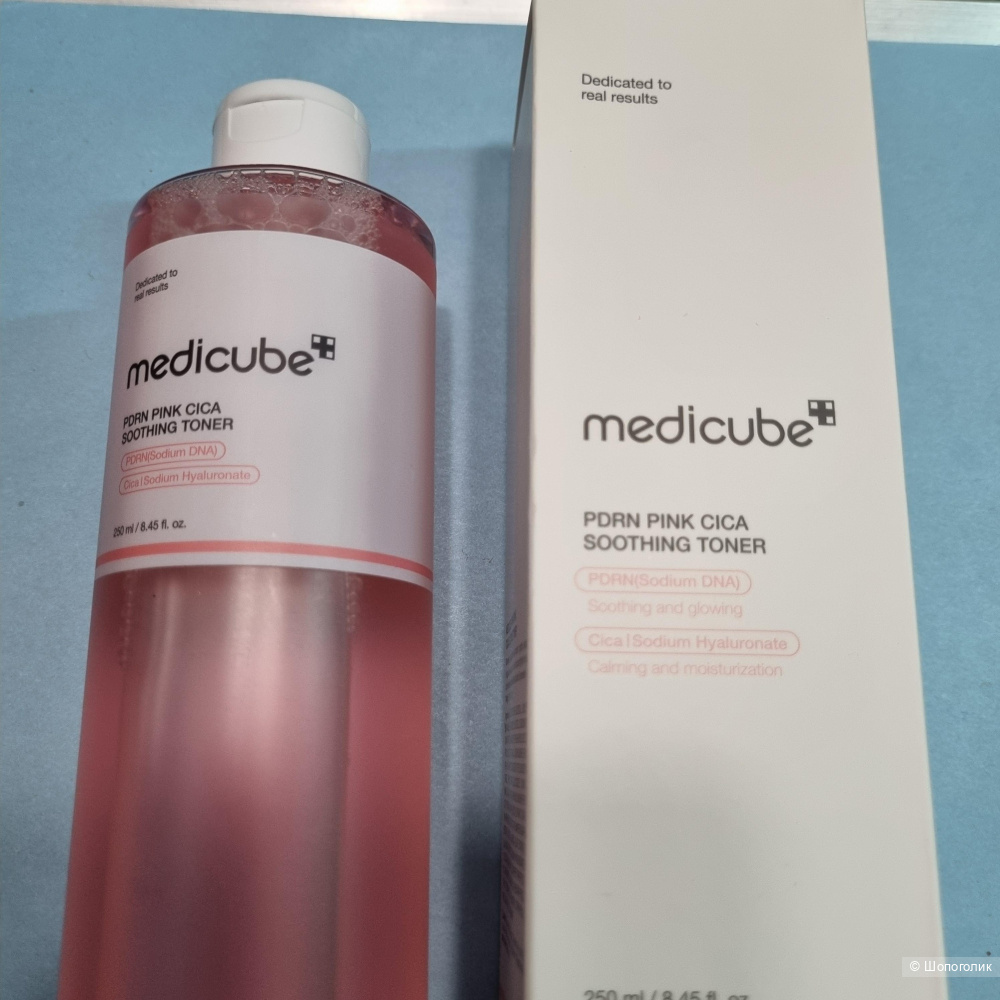 Dedicated to
real results
medicube
PDRN PINK CICA
SOOTHING TONER
PDRN(Sodium DNA)
Cica | Sodium Hyaluronate
250 ml / 8.45 fl. oz.
Dedicated to
real results
medicube
PDRN PINK CICA
SOOTHING TONER
PDRN(Sodium DNA)
Soothing and glowing
Cica | Sodium Hyaluronate
Calming and moisturization
250 ml / 8.45 fl. oz.
© Шопоголик